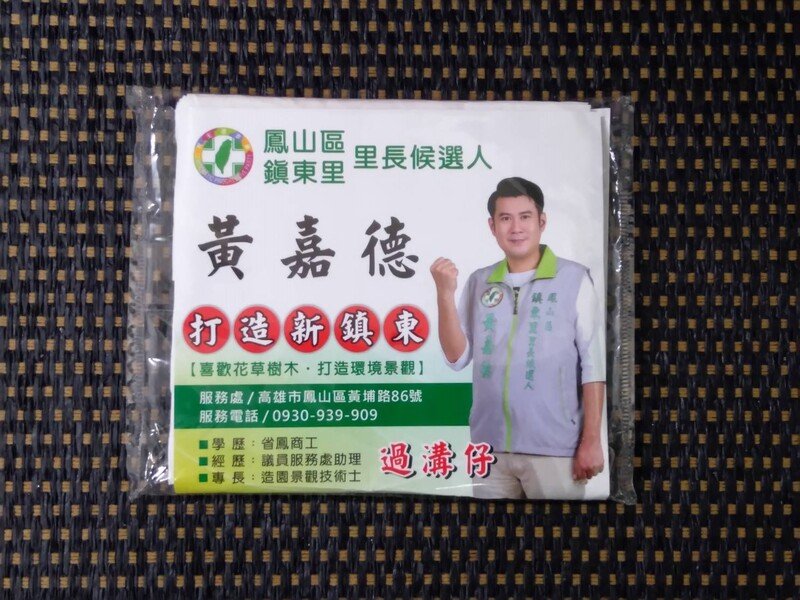 鳳山區
鎮東里
里長候選人
黃嘉德
打造新鎮東
【喜歡花草樹木・打造環境景觀】
服務處/高雄市鳳山區黃埔路86號
服務電話/0930-939-909
■學歷：省鳳商工
■經歷：議員服務處助理
■專長：造園景觀技術士
過溝仔
鳳山區
鎮東里里長候選人
黃嘉德